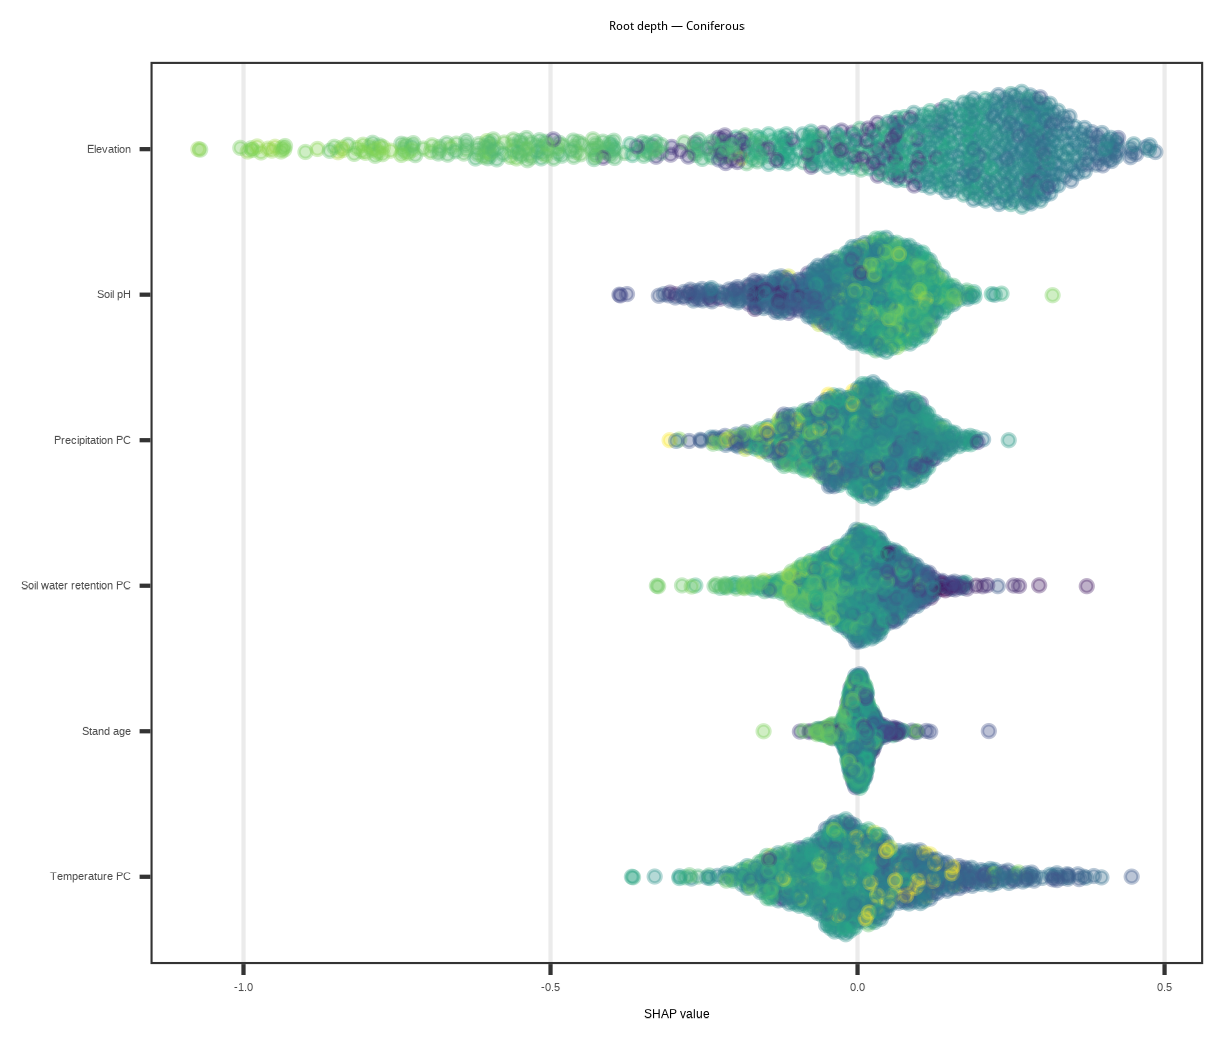 Root depth — Coniferous
Elevation
Soil pH
Precipitation PC
Soil water retention PC
Stand age
Temperature PC
-1.0
-0.5
0.0
0.5
SHAP value